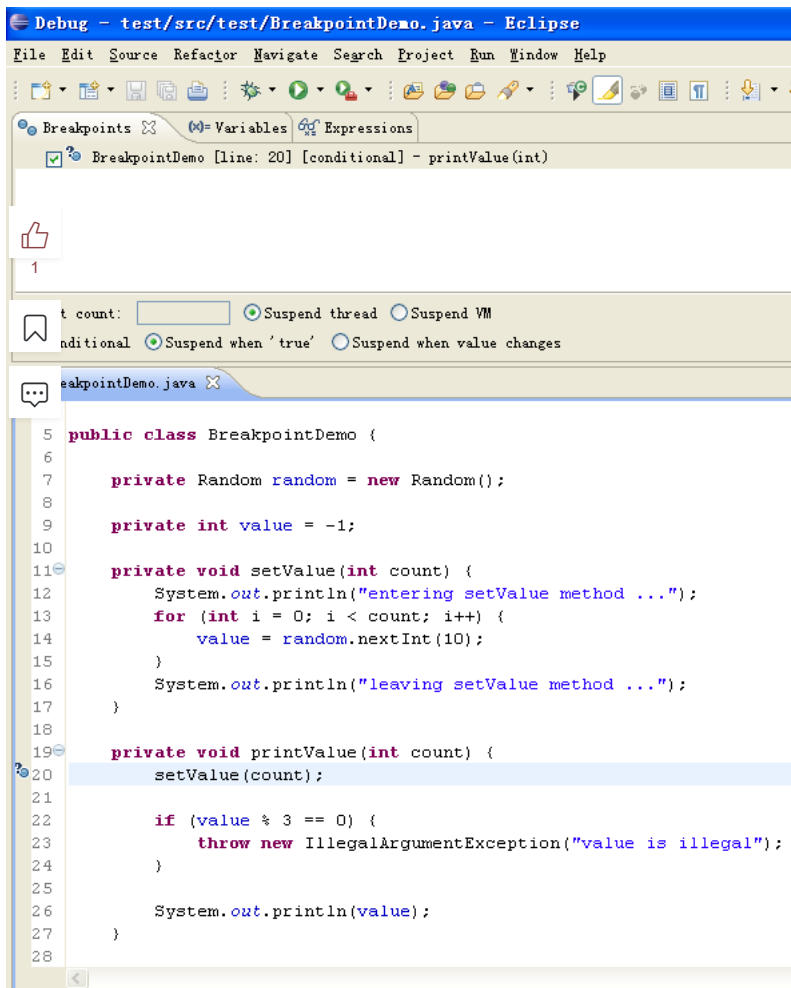 Debug - test/src/test/BreakpointDemo.java - Eclipse
File Edit Source Refactor Navigate Search Project Run Window Help
Breakpoints (x)= Variables Expressions
BreakpointDemo [line: 20] [conditional] - printValue(int)
1
t count: Suspend thread Suspend VM
nditional Suspend when 'true' Suspend when value changes
eakpointDemo.java
5 public class BreakpointDemo {
6
7 private Random random = new Random();
8
9 private int value = -1;
10
11 private void setValue(int count) {
12 System.out.println("entering setValue method ...");
13 for (int i = 0; i < count; i++) {
14 value = random.nextInt(10);
15 }
16 System.out.println("leaving setValue method ...");
17 }
18
19 private void printValue(int count) {
20 setValue(count);
21
22 if (value % 3 == 0) {
23 throw new IllegalArgumentException("value is illegal");
24 }
25
26 System.out.println(value);
27 }
28